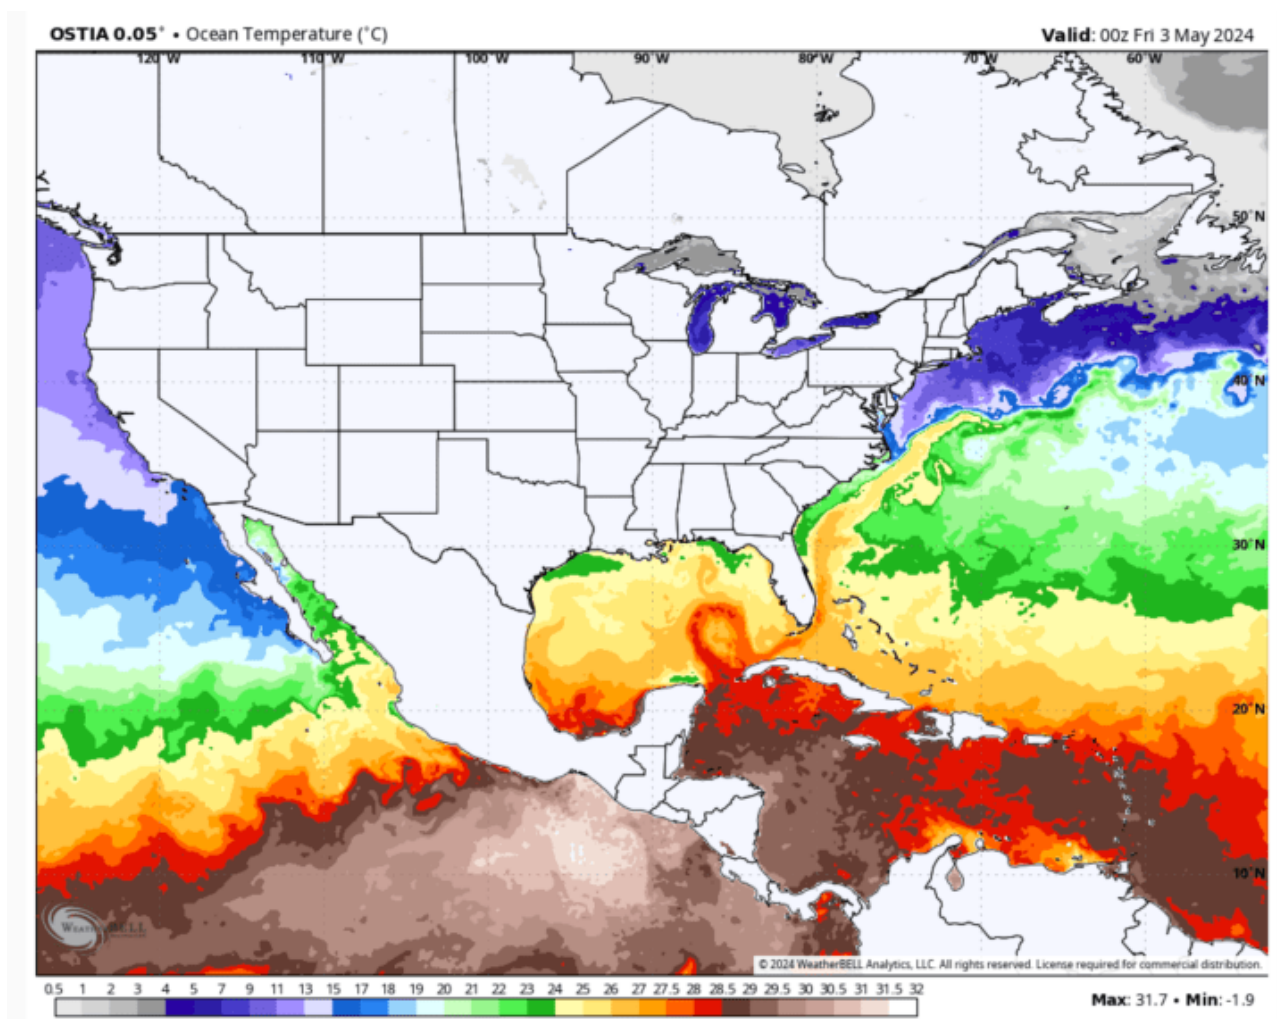 OSTIA 0.05° • Ocean Temperature (°C)
Valid: 00z Fri 3 May 2024
120°W 110°W 100°W 90°W 80°W 70°W 60°W
50°N
40°N
30°N
20°N
10°N
WeatherBELL
© 2024 WeatherBELL Analytics, LLC. All rights reserved. License required for commercial distribution.
0.5 1 2 3 4 5 7 9 11 13 15 17 18 19 20 21 22 23 24 25 26 27 27.5 28 28.5 29 29.5 30 30.5 31 31.5 32
Max: 31.7 • Min: -1.9